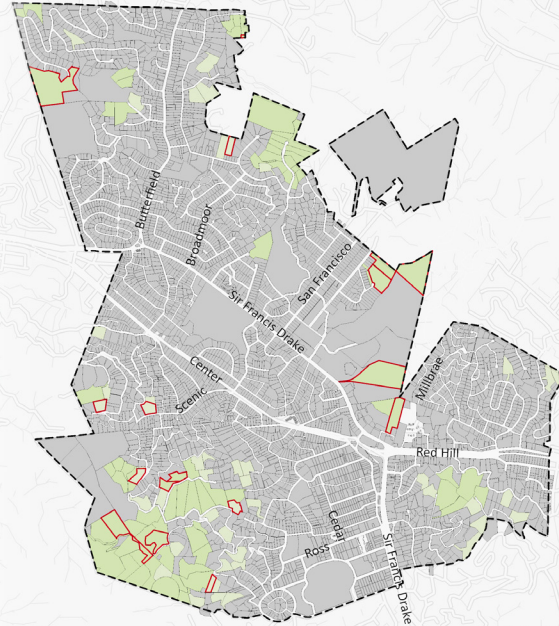 Butterfield
Broadmoor
San Francisco
Sir Francis Drake
Center
Scenic
Millbrae
Red Hill
Cedar
Ross
Sir Francis Drake